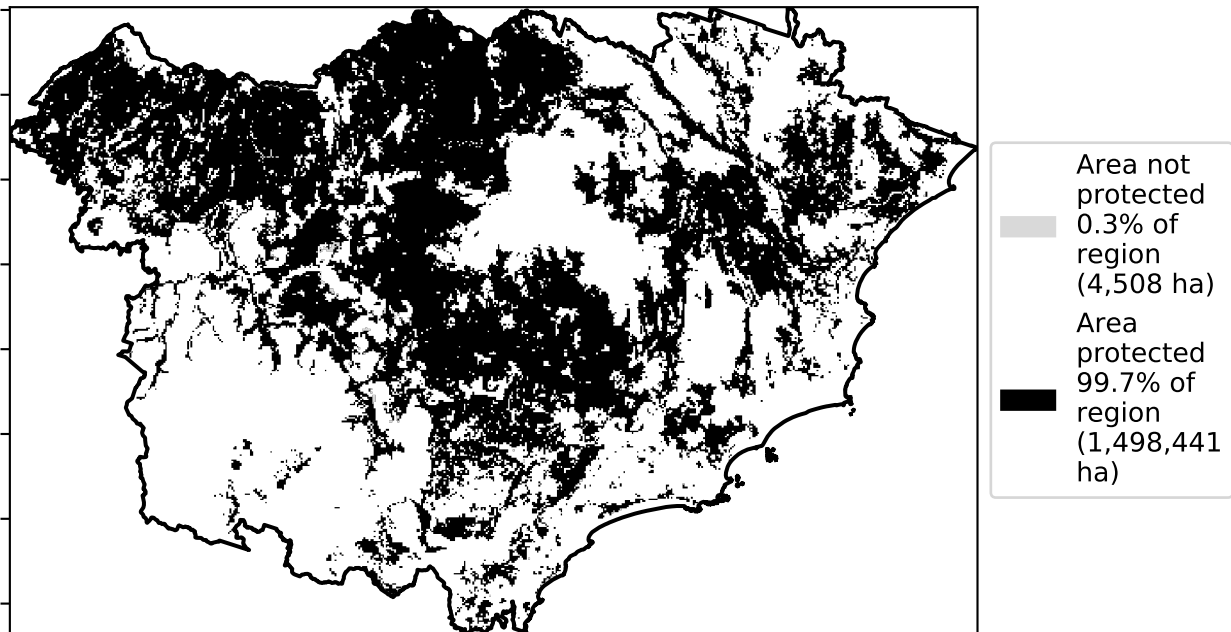 Area not
protected
0.3% of
region
(4,508 ha)
Area
protected
99.7% of
region
(1,498,441
ha)